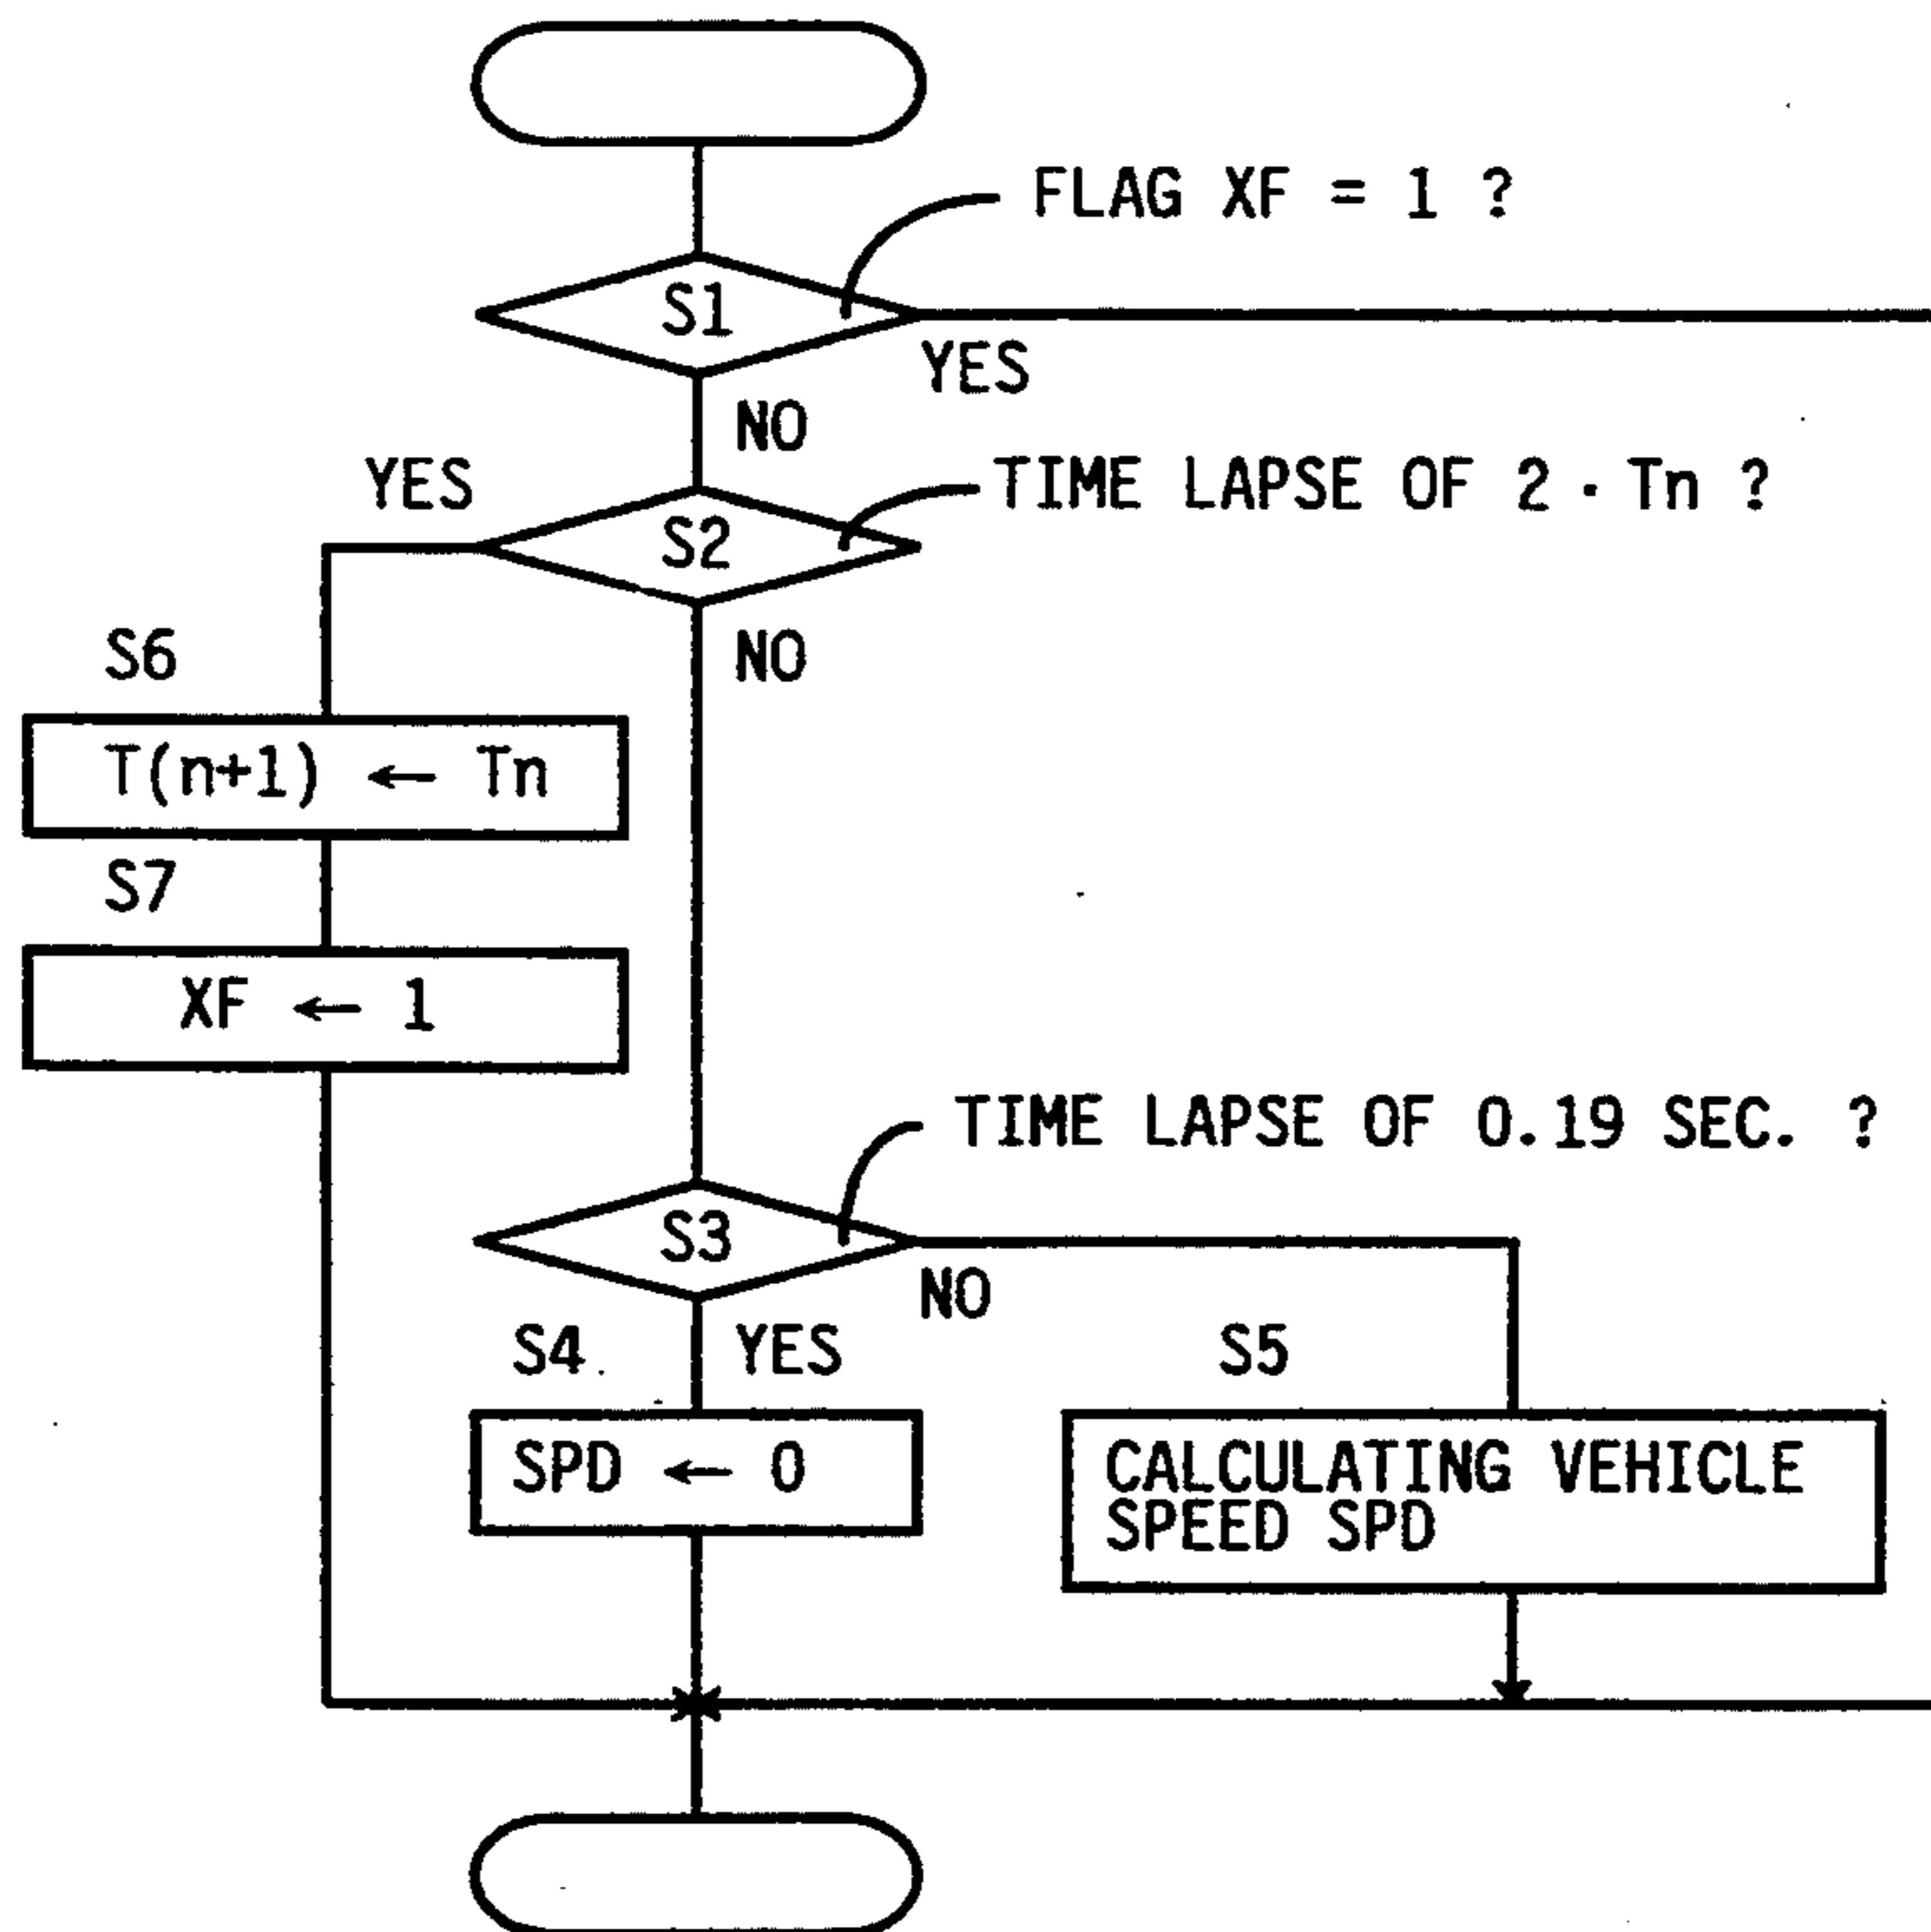 FLAG XF = 1 ?
S1
YES
NO
YES
TIME LAPSE OF 2 · Tn ?
S2
S6
NO
T(n+1) ← Tn
S7
XF ← 1
TIME LAPSE OF 0.19 SEC. ?
S3
NO
S4
YES
S5
SPD ← 0
CALCULATING VEHICLE
SPEED SPD